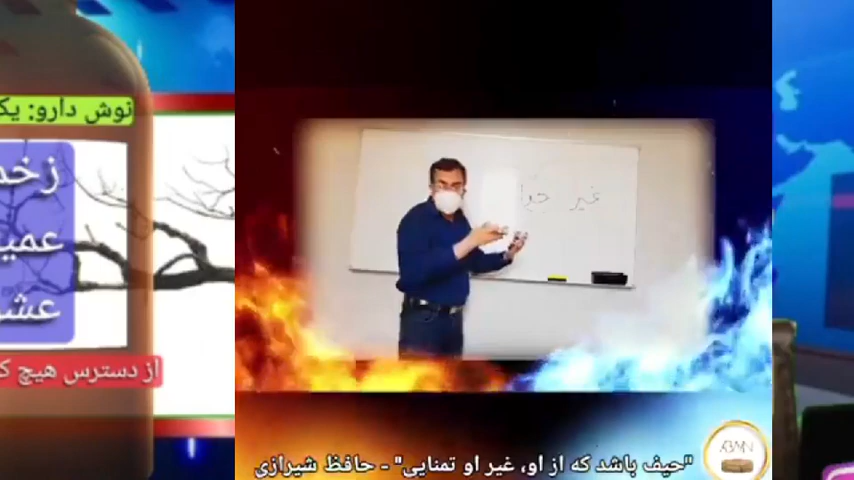 نوش دارو: یک
زخم
عمی
عشق
از دسترس هیچ ک
غیر خدا
"حیف باشد که از او، غیر او تمنایی" - حافظ شیرازی